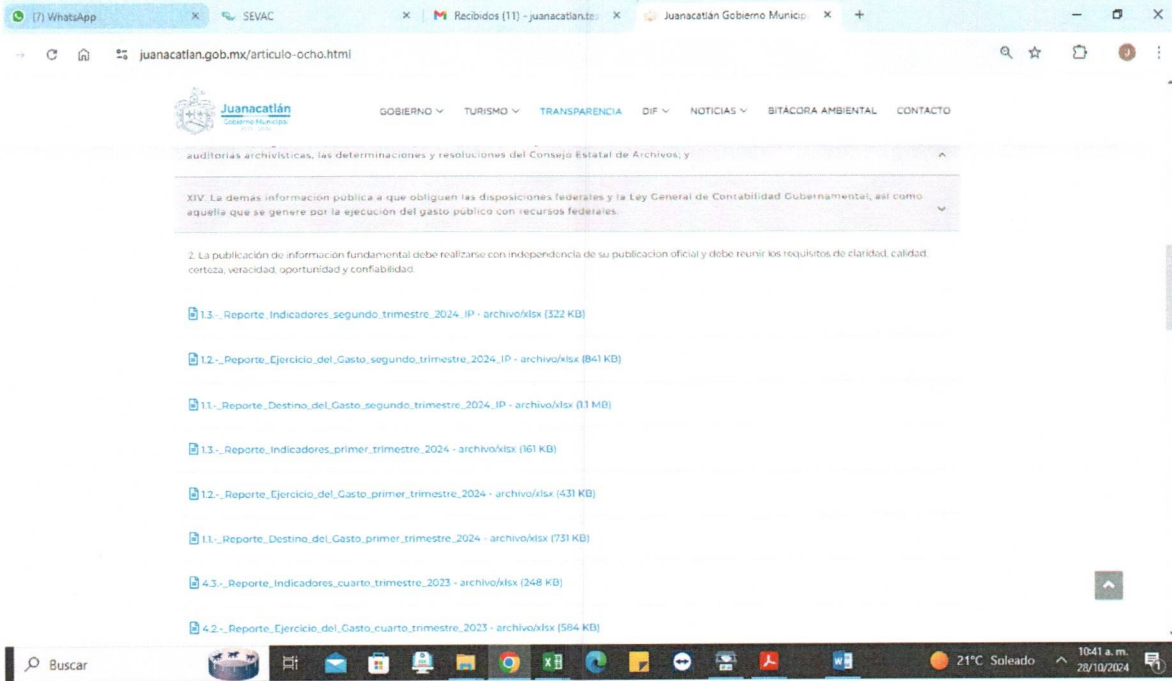 (7) WhatsApp
SEVAC
Recibidos (11) - juanacatlan.te
Juanacatlán Gobierno Municip
juanacatlan.gob.mx/articulo-ocho.html
Juanacatlán
Gobierno Municipal
GOBIERNO TURISMO TRANSPARENCIA DIF NOTICIAS BITÁCORA AMBIENTAL CONTACTO
auditorías archivísticas, las determinaciones y resoluciones del Consejo Estatal de Archivos; y
XIV. La demás información pública a que obliguen las disposiciones federales y la Ley General de Contabilidad Gubernamental, así como
aquella que se genere por la ejecución del gasto público con recursos federales.
2. La publicación de información fundamental debe realizarse con independencia de su publicacion oficial y debe reunir los requisitos de claridad, calidad,
certeza, veracidad, oportunidad y confiabilidad.
1.3.-_Reporte_Indicadores_segundo_trimestre_2024_IP - archivo/xlsx (322 KB)
1.2.-_Reporte_Ejercicio_del_Gasto_segundo_trimestre_2024_IP - archivo/xlsx (841 KB)
1.1.-_Reporte_Destino_del_Gasto_segundo_trimestre_2024_IP - archivo/xlsx (1.1 MB)
1.3.-_Reporte_Indicadores_primer_trimestre_2024 - archivo/xlsx (161 KB)
1.2.-_Reporte_Ejercicio_del_Gasto_primer_trimestre_2024 - archivo/xlsx (431 KB)
1.1.-_Reporte_Destino_del_Gasto_primer_trimestre_2024 - archivo/xlsx (731 KB)
4.3.-_Reporte_Indicadores_cuarto_trimestre_2023 - archivo/xlsx (248 KB)
4.2.-_Reporte_Ejercicio_del_Gasto_cuarto_trimestre_2023 - archivo/xlsx (584 KB)
Buscar
21°C Soleado
10:41 a. m.
28/10/2024